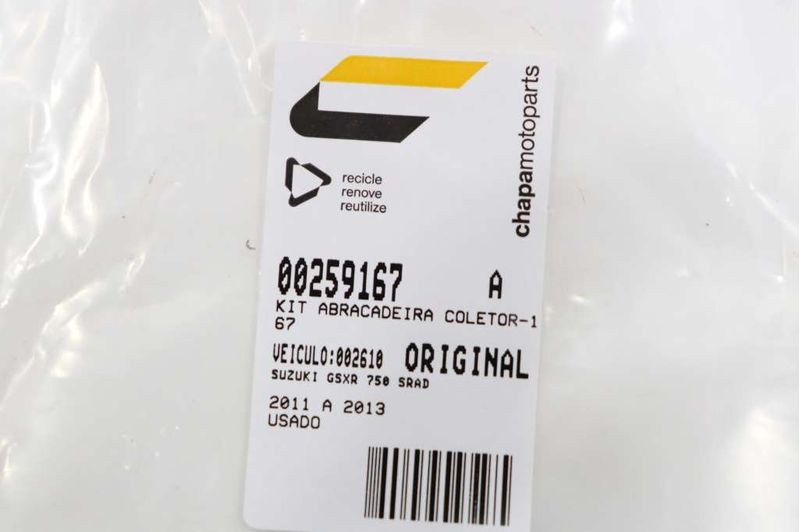 chapamotoparts
recicle
renove
reutilize
00259167 A
KIT ABRACADEIRA COLETOR-1
67
VEICULO:002610 ORIGINAL
SUZUKI GSXR 750 SRAD
2011 A 2013
USADO